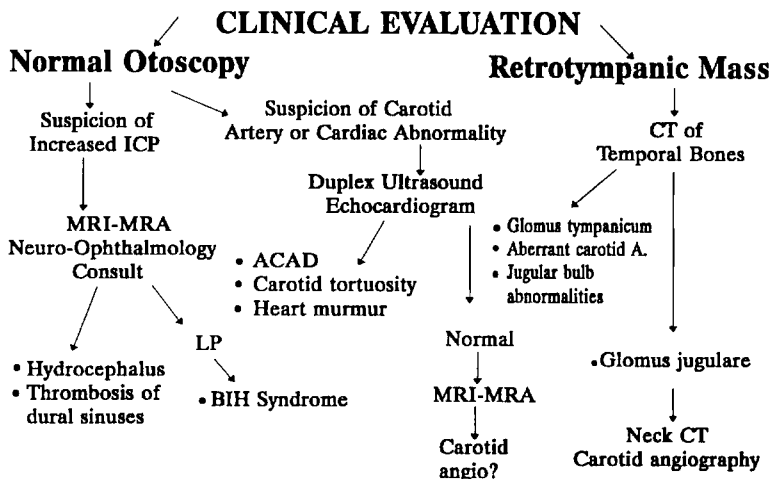 CLINICAL EVALUATION
Normal Otoscopy
Retrotympanic Mass
Suspicion of
Increased ICP
Suspicion of Carotid
Artery or Cardiac Abnormality
CT of
Temporal Bones
MRI-MRA
Neuro-Ophthalmology
Consult
Duplex Ultrasound
Echocardiogram
• Glomus tympanicum
• Aberrant carotid A.
• Jugular bulb
abnormalities
• ACAD
• Carotid tortuosity
• Heart murmur
LP
Normal
• Hydrocephalus
• Thrombosis of
dural sinuses
• BIH Syndrome
MRI-MRA
Carotid
angio?
• Glomus jugulare
Neck CT
Carotid angiography